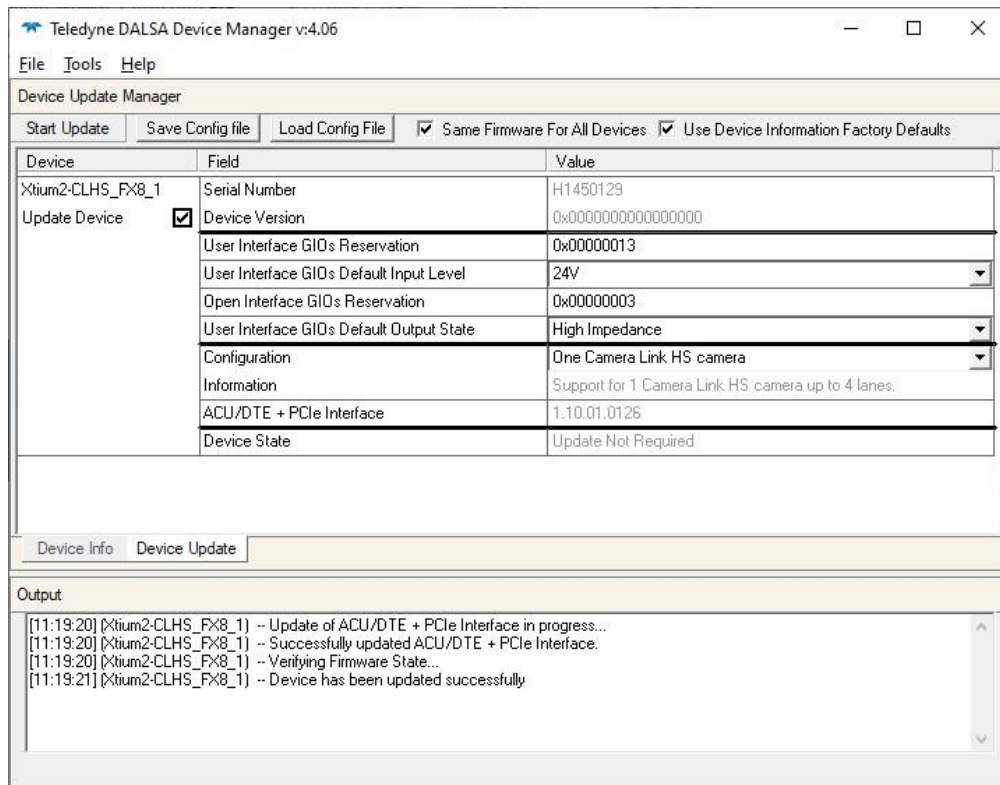 Teledyne DALSA Device Manager v:4.06
File Tools Help
Device Update Manager
Start Update Save Config file Load Config File Same Firmware For All Devices Use Device Information Factory Defaults
Device Field Value
Xtium2-CLHS_FX8_1 Serial Number H1450129
Update Device Device Version 0x0000000000000000
User Interface GIOs Reservation 0x00000013
User Interface GIOs Default Input Level 24V
Open Interface GIOs Reservation 0x00000003
User Interface GIOs Default Output State High Impedance
Configuration One Camera Link HS camera
Information Support for 1 Camera Link HS camera up to 4 lanes.
ACU/DTE + PCIe Interface 1.10.01.0126
Device State Update Not Required
Device Info Device Update
Output
[11:19:20] (Xtium2-CLHS_FX8_1) -- Update of ACU/DTE + PCIe Interface in progress...
[11:19:20] (Xtium2-CLHS_FX8_1) -- Successfully updated ACU/DTE + PCIe Interface.
[11:19:20] (Xtium2-CLHS_FX8_1) -- Verifying Firmware State...
[11:19:21] (Xtium2-CLHS_FX8_1) -- Device has been updated successfully